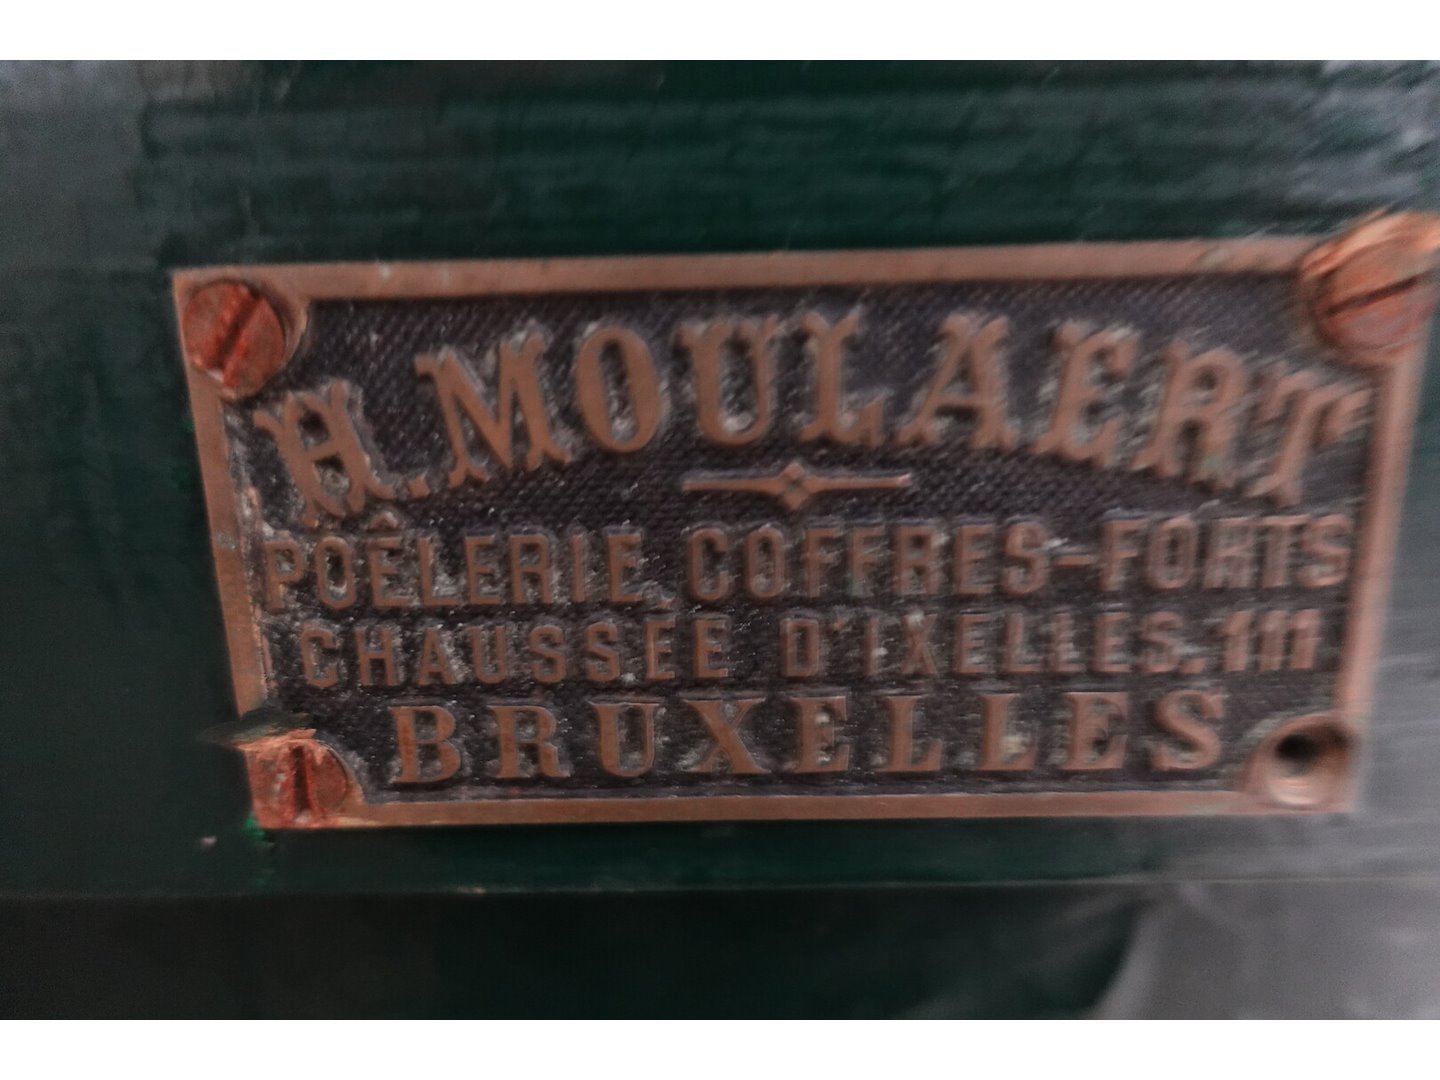 H. MOULAERT
POÊLERIE, COFFRES-FORTS
CHAUSSÉE D'IXELLES. 111
BRUXELLES